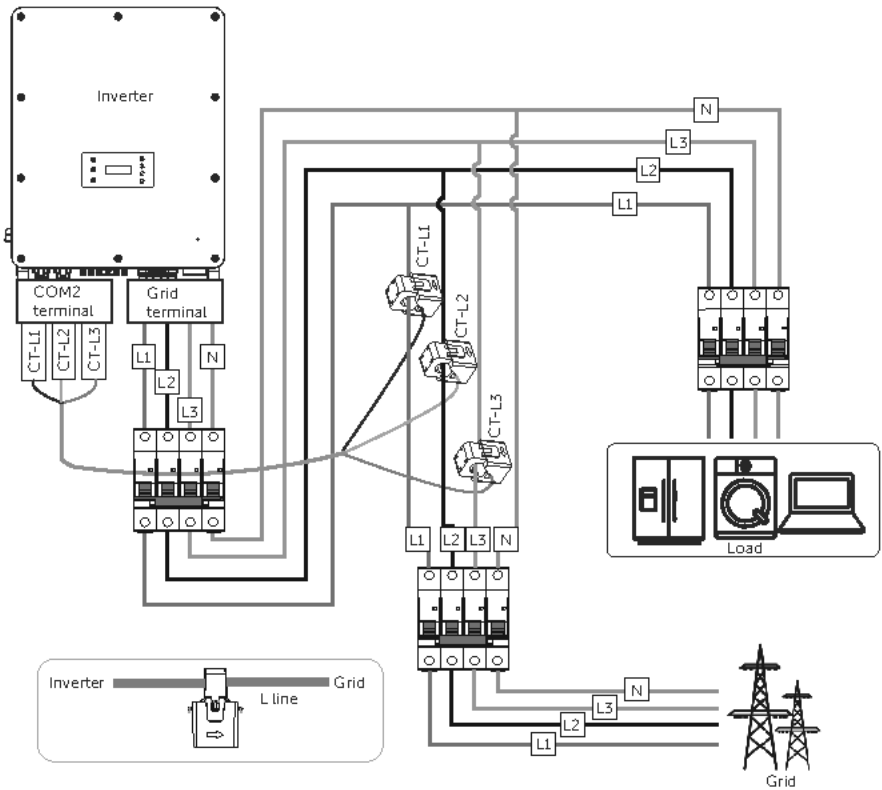 Inverter
N
L3
L2
L1
CT-L1
CT-L2
CT-L3
COM2
terminal
Grid
terminal
CT-L1
CT-L2
CT-L3
L1
L2
L3
N
L1
L2
L3
N
Load
Inverter
Grid
L line
N
L3
L2
L1
Grid